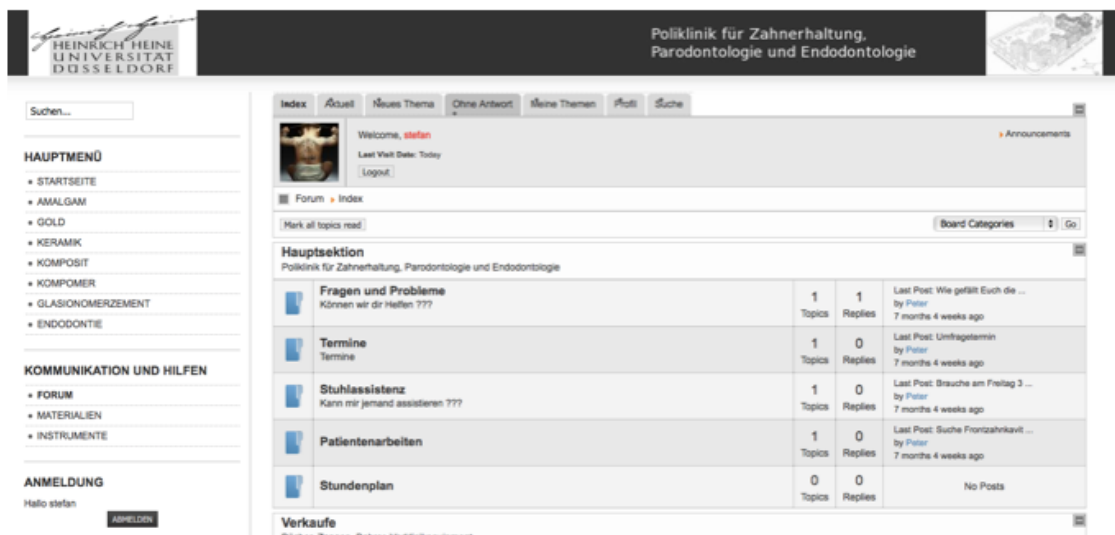 HEINRICH HEINE
UNIVERSITÄT
DÜSSELDORF
Poliklinik für Zahnerhaltung,
Parodontologie und Endodontologie
Suchen...
HAUPTMENÜ
STARTSEITE
AMALGAM
GOLD
KERAMIK
KOMPOSIT
KOMPOMER
GLASIONOMERZEMENT
ENDODONTIE
KOMMUNIKATION UND HILFEN
FORUM
MATERIALIEN
INSTRUMENTE
ANMELDUNG
Hallo stefan
ABMELDEN
Index Aktuell Neues Thema Ohne Antwort Meine Themen Profil Suche
Welcome, stefan
Last Visit Date: Today
Logout
Announcements
Forum Index
Mark all topics read
Board Categories Go
Hauptsektion
Poliklinik für Zahnerhaltung, Parodontologie und Endodontologie
Fragen und Probleme
Können wir dir Helfen ???
1 Topics
1 Replies
Last Post: Wie gefällt Euch die ...
by Peter
7 months 4 weeks ago
Termine
Termine
1 Topics
0 Replies
Last Post: Umfragetermin
by Peter
7 months 4 weeks ago
Stuhlassistenz
Kann mir jemand assistieren ???
1 Topics
0 Replies
Last Post: Brauche am Freitag 3 ...
by Peter
7 months 4 weeks ago
Patientenarbeiten
1 Topics
0 Replies
Last Post: Suche Frontzahnkavit ...
by Peter
7 months 4 weeks ago
Stundenplan
0 Topics
0 Replies
No Posts
Verkaufe